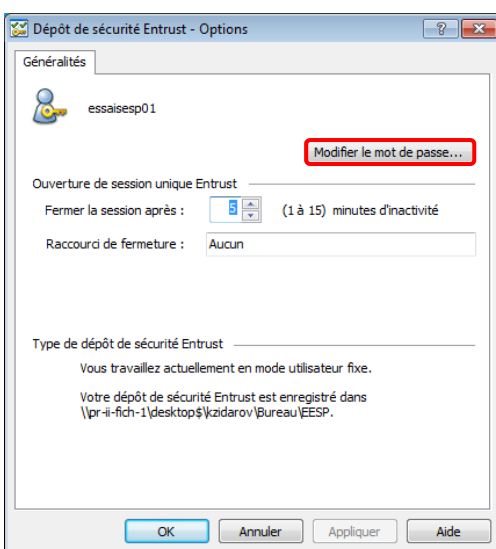 Dépôt de sécurité Entrust - Options
Généralités
essaisesp01
Modifier le mot de passe...
Ouverture de session unique Entrust
Fermer la session après : 5 (1 à 15) minutes d'inactivité
Raccourci de fermeture : Aucun
Type de dépôt de sécurité Entrust
Vous travaillez actuellement en mode utilisateur fixe.
Votre dépôt de sécurité Entrust est enregistré dans
\\pr-ii-fich-1\desktop$\kzidarov\Bureau\EESP.
OK Annuler Appliquer Aide